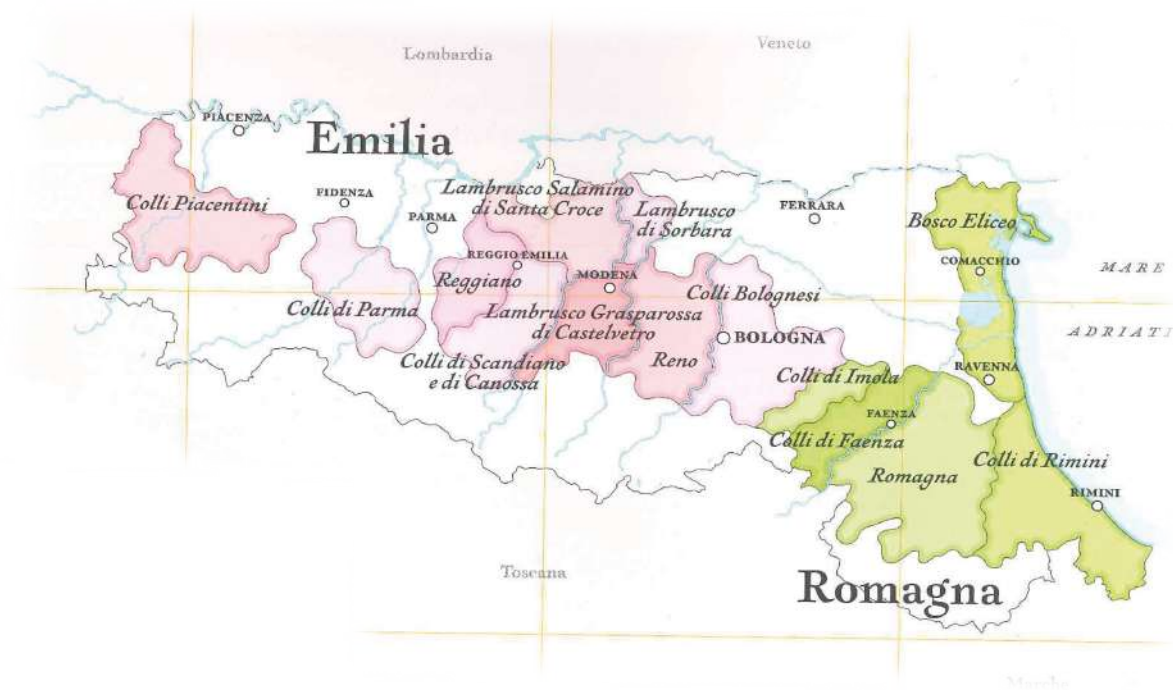 Lombardia
Veneto
PIACENZA
Emilia
Colli Piacentini
FIDENZA
PARMA
Lambrusco Salamino
di Santa Croce
Lambrusco
di Sorbara
FERRARA
Bosco Eliceo
REGGIO EMILIA
Reggiano
MODENA
COMACCHIO
MARE
Colli di Parma
Lambrusco Grasparossa
di Castelvetro
Colli Bolognesi
ADRIATI
BOLOGNA
Colli di Scandiano
e di Canossa
Reno
Colli di Imola
RAVENNA
FAENZA
Colli di Faenza
Romagna
Colli di Rimini
RIMINI
Toscana
Romagna
Marche